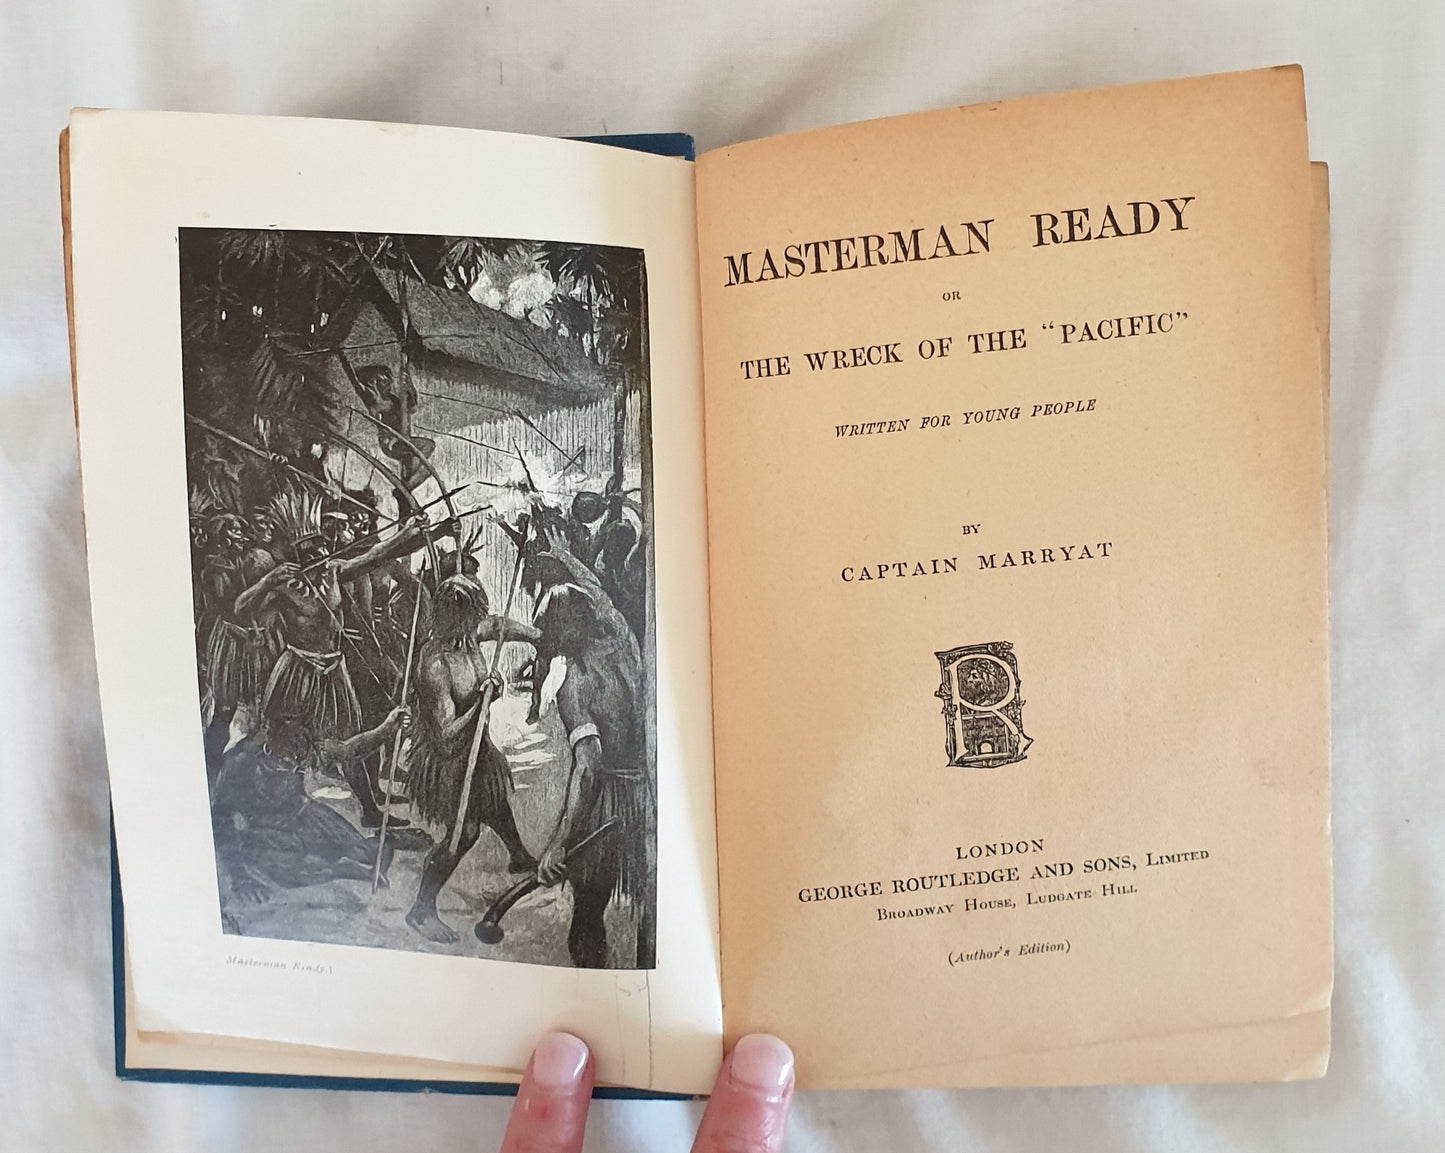 Masterman Ready.)
MASTERMAN READY
OR
THE WRECK OF THE “PACIFIC”
WRITTEN FOR YOUNG PEOPLE
BY
CAPTAIN MARRYAT
R
LONDON
GEORGE ROUTLEDGE AND SONS, LIMITED
BROADWAY HOUSE, LUDGATE HILL
(Author's Edition)